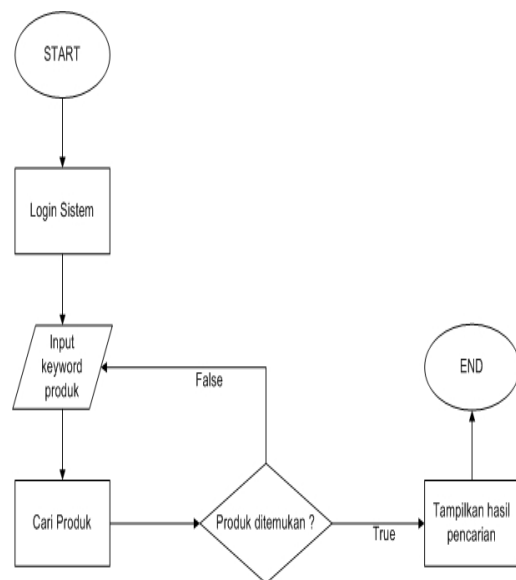 START
Login Sistem
Input
keyword
produk
False
END
Cari Produk
Produk ditemukan ?
True
Tampilkan hasil
pencarian